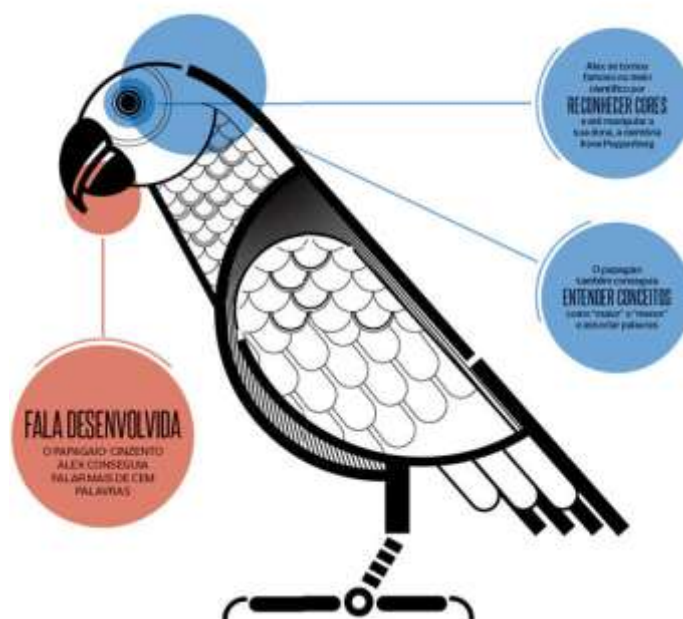 Alex se tornou
famoso no meio
científico por
RECONHECER CORES
e até manipular a
sua dona, a cientista
Irene Pepperberg
O papagaio
também conseguia
ENTENDER CONCEITOS
como "maior" e "menor"
e associar palavras
FALA DESENVOLVIDA
O PAPAGAIO-CINZENTO
ALEX CONSEGUIA
FALAR MAIS DE CEM
PALAVRAS